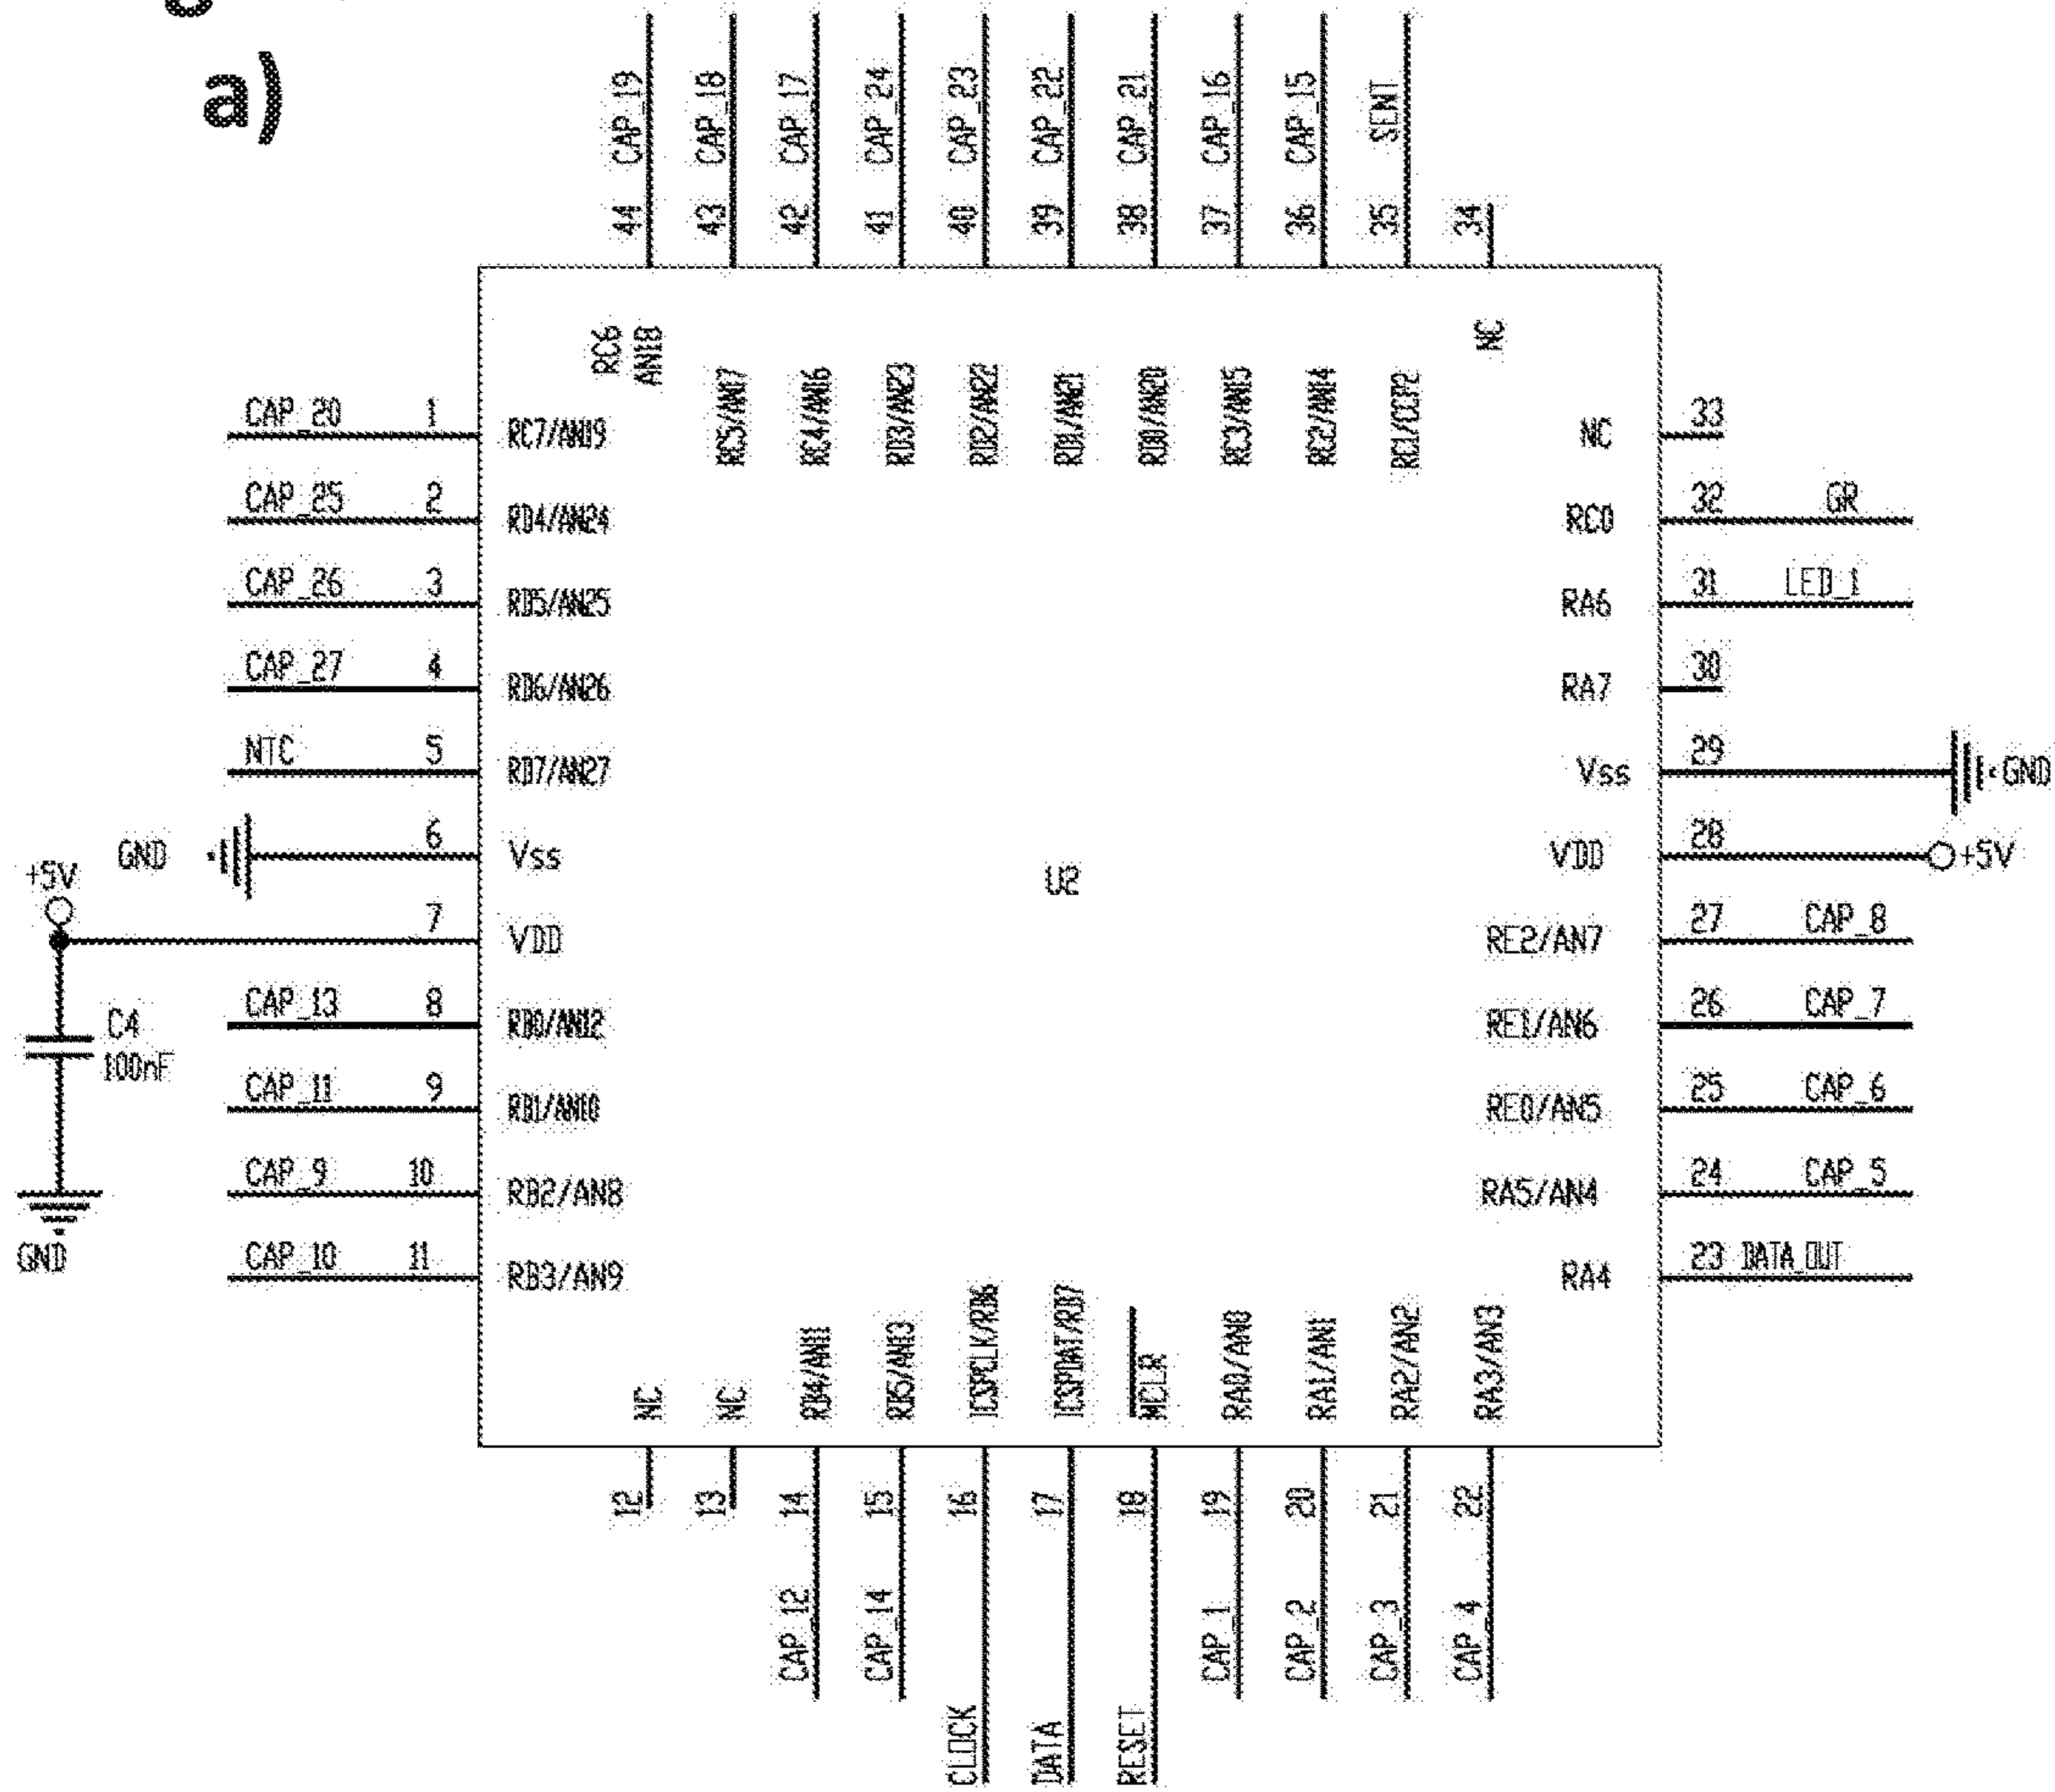 a)
CAP_19
CAP_18
CAP_17
CAP_24
CAP_23
CAP_22
CAP_21
CAP_16
CAP_15
SENT
44
43
42
41
40
39
38
37
36
35
34
RC6
AN18
RC5/AN17
RC4/AN16
RD3/AN23
RD2/AN22
RD1/AN21
RD0/AN20
RC3/AN15
RC2/AN14
RC1/CCP2
NC
CAP_20 1 RC7/AN19
CAP_25 2 RD4/AN24
CAP_26 3 RD5/AN25
CAP_27 4 RD6/AN26
NTC 5 RD7/AN27
GND 6 Vss
+5V 7 VDD
CAP_13 8 RB0/AN12
C4
100nF
CAP_11 9 RB1/AN10
CAP_9 10 RB2/AN8
CAP_10 11 RB3/AN9
GND
U2
NC 33
RC0 32 GR
RA6 31 LED_1
RA7 30
Vss 29 GND
VDD 28 +5V
RE2/AN7 27 CAP_8
RE1/AN6 26 CAP_7
RE0/AN5 25 CAP_6
RA5/AN4 24 CAP_5
RA4 23 DATA_OUT
NC
NC
RB4/AN11
RB5/AN13
ICSPCLK/RB6
ICSPDAT/RB7
MCLR
RA0/AN0
RA1/AN1
RA2/AN2
RA3/AN3
12
13
14
15
16
17
18
19
20
21
22
CAP_12
CAP_14
CLOCK
DATA
RESET
CAP_1
CAP_2
CAP_3
CAP_4